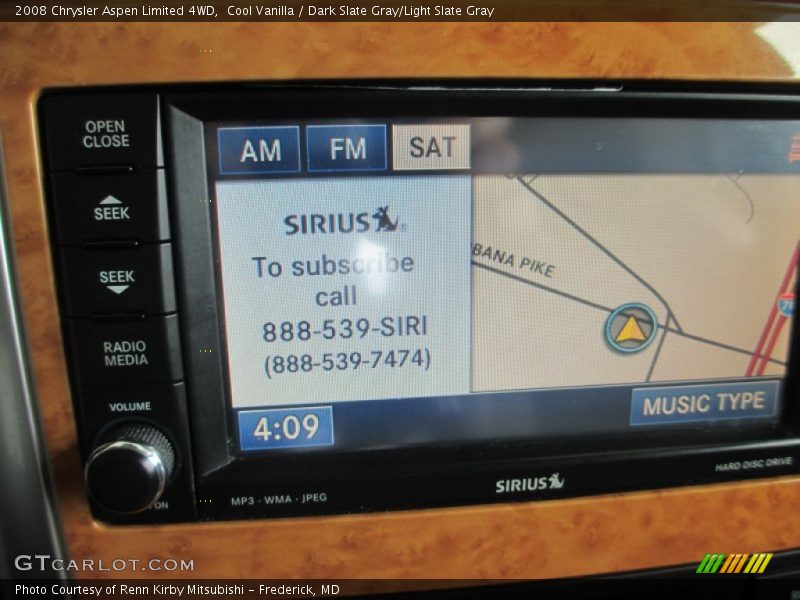 2008 Chrysler Aspen Limited 4WD,  Cool Vanilla / Dark Slate Gray/Light Slate Gray
OPEN
CLOSE
SEEK
SEEK
RADIO
MEDIA
VOLUME
AM
FM
SAT
SIRIUS
To subscribe
call
888-539-SIRI
(888-539-7474)
BANA PIKE
4:09
MUSIC TYPE
MP3 · WMA · JPEG
SIRIUS
HARD DISC DRIVE
GTCARLOT.COM
Photo Courtesy of Renn Kirby Mitsubishi - Frederick, MD